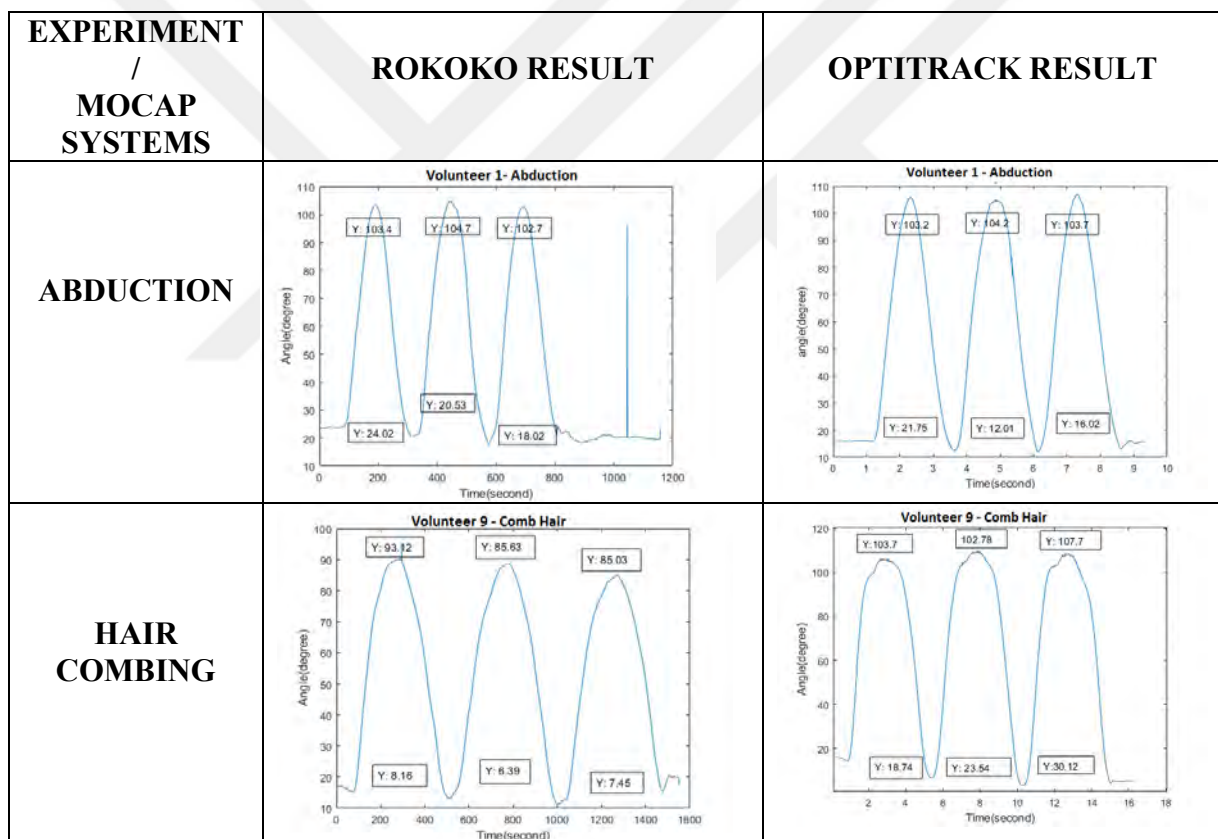 EXPERIMENT
/
MOCAP
SYSTEMS
ROKOKO RESULT
OPTITRACK RESULT
ABDUCTION
Volunteer 1- Abduction
110
100
90
80
70
60
50
40
30
20
10
Angle(degree)
Y: 103.4
Y: 104.7
Y: 102.7
Y: 24.02
Y: 20.53
Y: 18.02
0
200
400
600
800
1000
1200
Time(second)
Volunteer 1 - Abduction
110
100
90
80
70
60
50
40
30
20
10
angle(degree)
Y: 103.2
Y: 104.2
Y: 103.7
Y: 21.75
Y: 12.01
Y: 16.02
0
1
2
3
4
5
6
7
8
9
10
Time(second)
HAIR
COMBING
Volunteer 9 - Comb Hair
100
90
80
70
60
50
40
30
20
10
Angle(degree)
Y: 93.12
Y: 85.63
Y: 85.03
Y: 8.16
Y: 6.39
Y: 7.45
0
200
400
600
800
1000
1200
1400
1600
Time(second)
Volunteer 9 - Comb Hair
120
100
80
60
40
20
Angle(degree)
Y: 103.7
102.78
Y: 107.7
Y: 18.74
Y: 23.54
Y:30.12
2
4
6
8
10
12
14
16
18
Time(second)